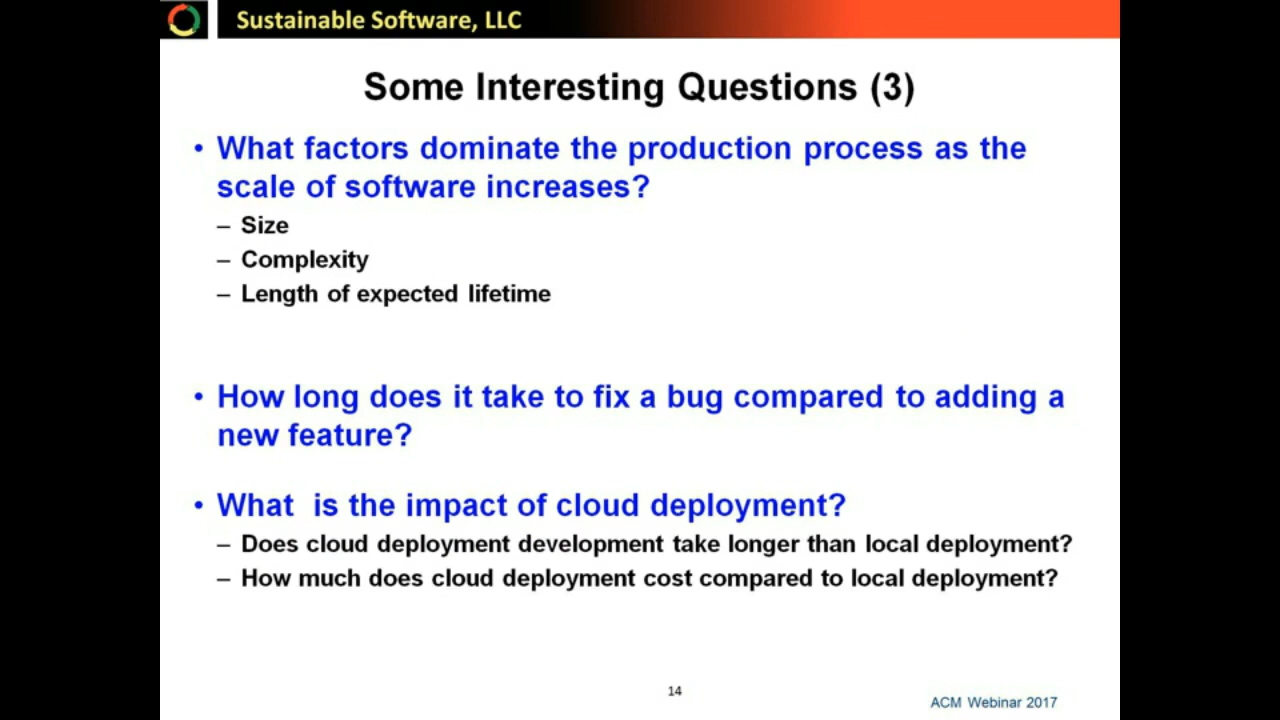 Sustainable Software, LLC
Some Interesting Questions (3)
• What factors dominate the production process as the
scale of software increases?
– Size
– Complexity
– Length of expected lifetime
• How long does it take to fix a bug compared to adding a
new feature?
• What  is the impact of cloud deployment?
– Does cloud deployment development take longer than local deployment?
– How much does cloud deployment cost compared to local deployment?
14
ACM Webinar 2017